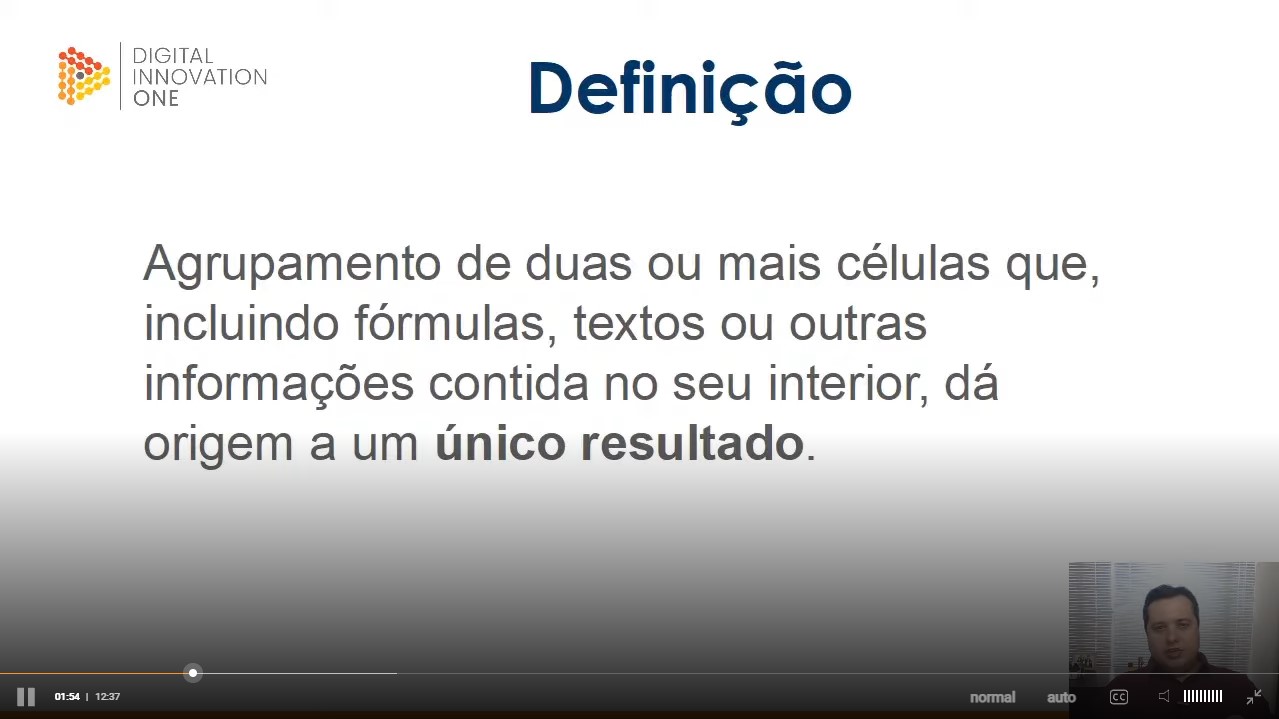 DIGITAL
INNOVATION
ONE
Definição
Agrupamento de duas ou mais células que,
incluindo fórmulas, textos ou outras
informações contida no seu interior, dá
origem a um único resultado.
01:54 | 12:37
normal
auto
CC